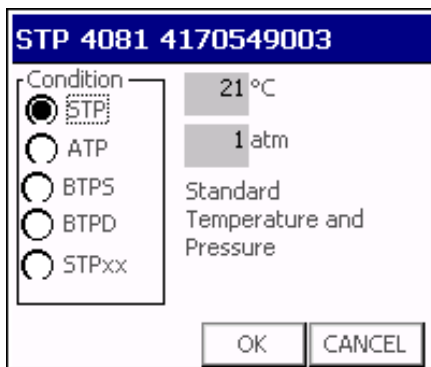 STP 4081 4170549003
Condition
STP
ATP
BTPS
BTPD
STPxx
21 °C
1 atm
Standard
Temperature and
Pressure
OK
CANCEL